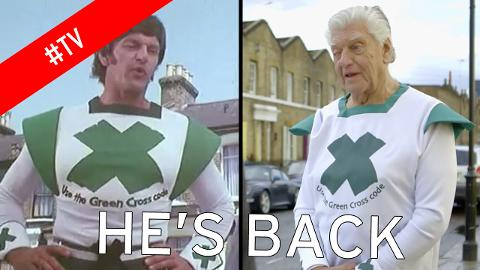 #TV
Use the Green Cross code
Use the Green Cross code
HE'S BACK